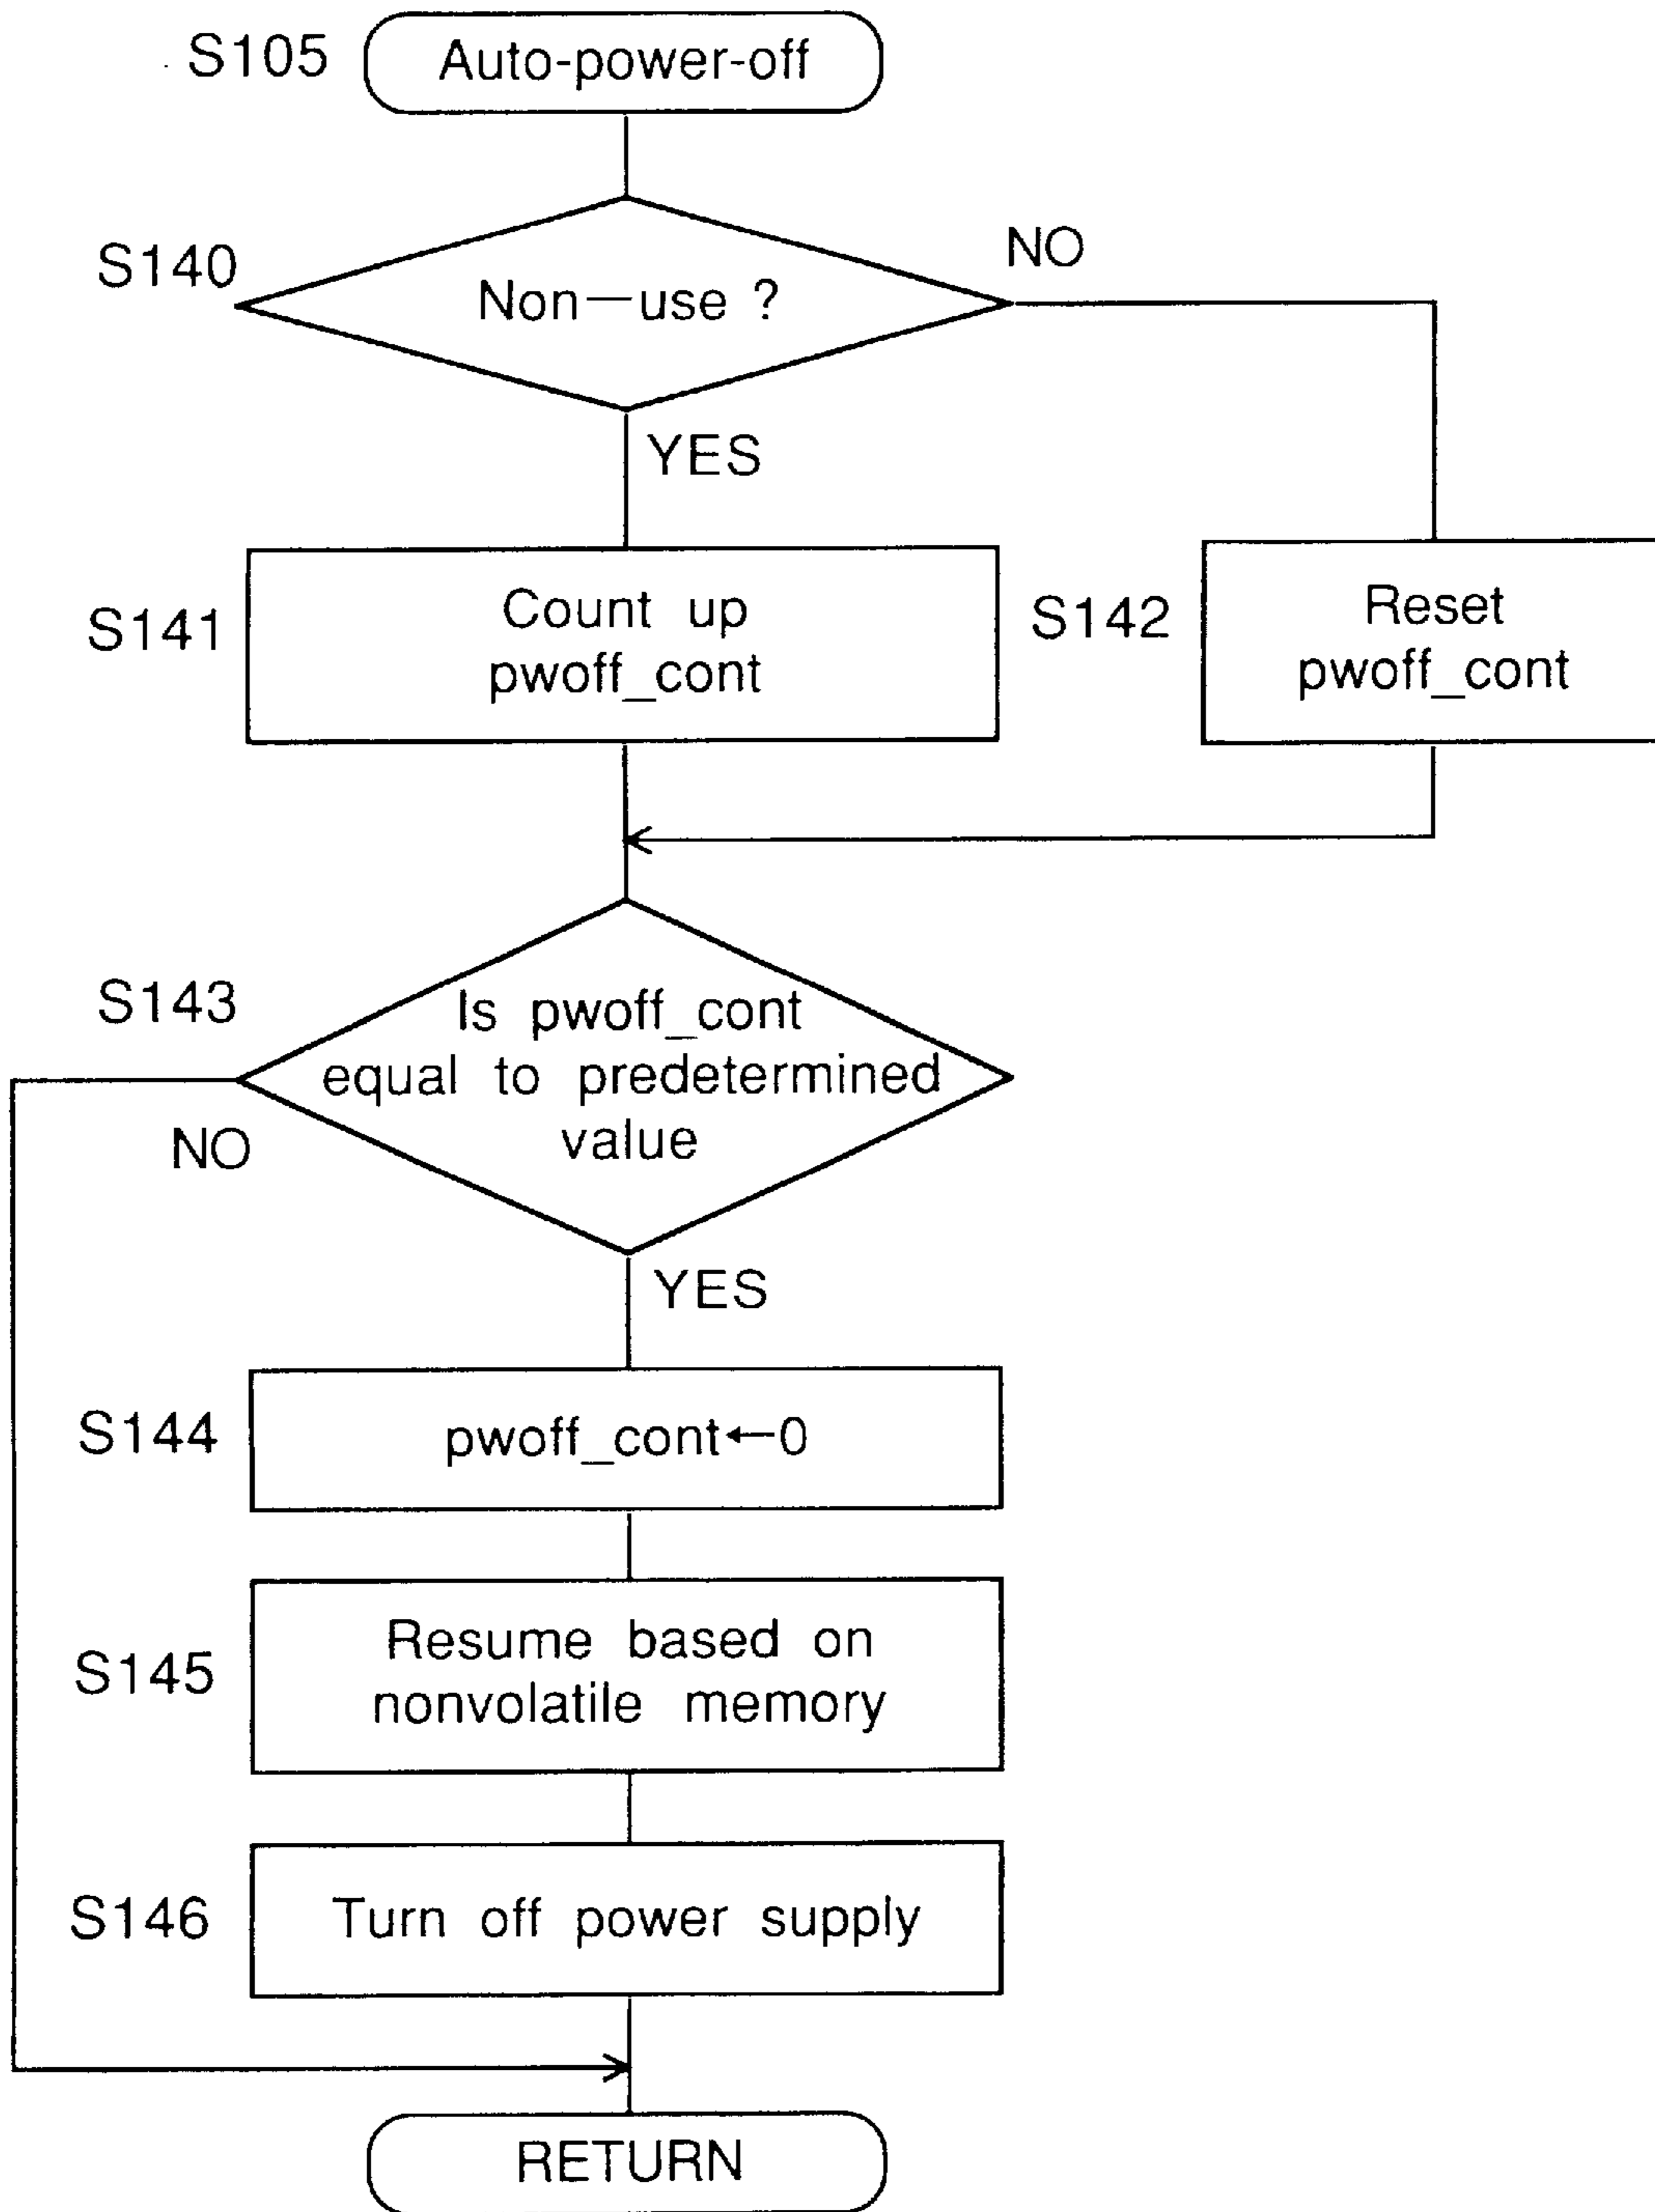 S105
Auto-power-off
S140
Non—use ?
NO
YES
S141
Count up
pwoff_cont
S142
Reset
pwoff_cont
S143
Is pwoff_cont
equal to predetermined
value
NO
YES
S144
pwoff_cont←0
S145
Resume based on
nonvolatile memory
S146
Turn off power supply
RETURN